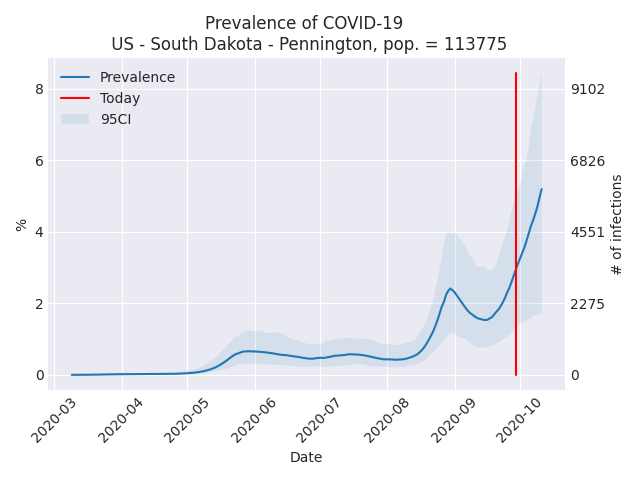 Prevalence of COVID-19
US - South Dakota - Pennington, pop. = 113775
Prevalence
Today
95CI
8
6
4
2
0
%
9102
6826
4551
2275
0
# of infections
2020-03
2020-04
2020-05
2020-06
2020-07
2020-08
2020-09
2020-10
Date